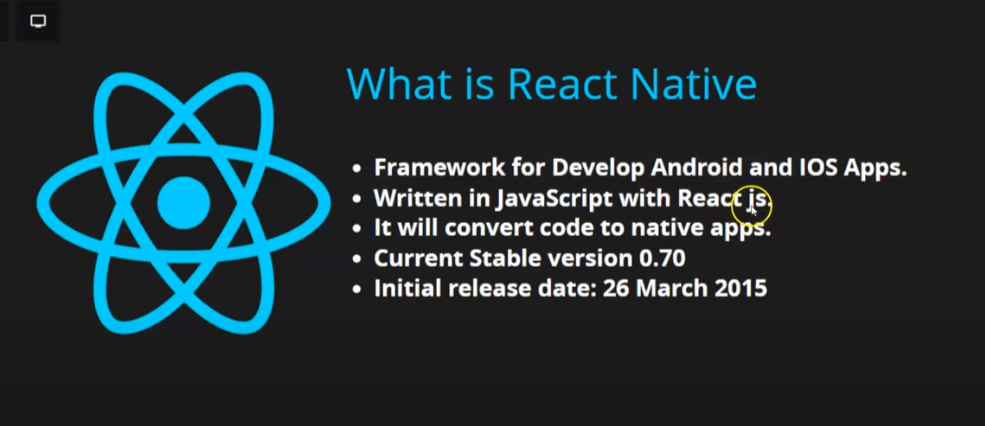 What is React Native
• Framework for Develop Android and IOS Apps.
• Written in JavaScript with React js.
• It will convert code to native apps.
• Current Stable version 0.70
• Initial release date: 26 March 2015